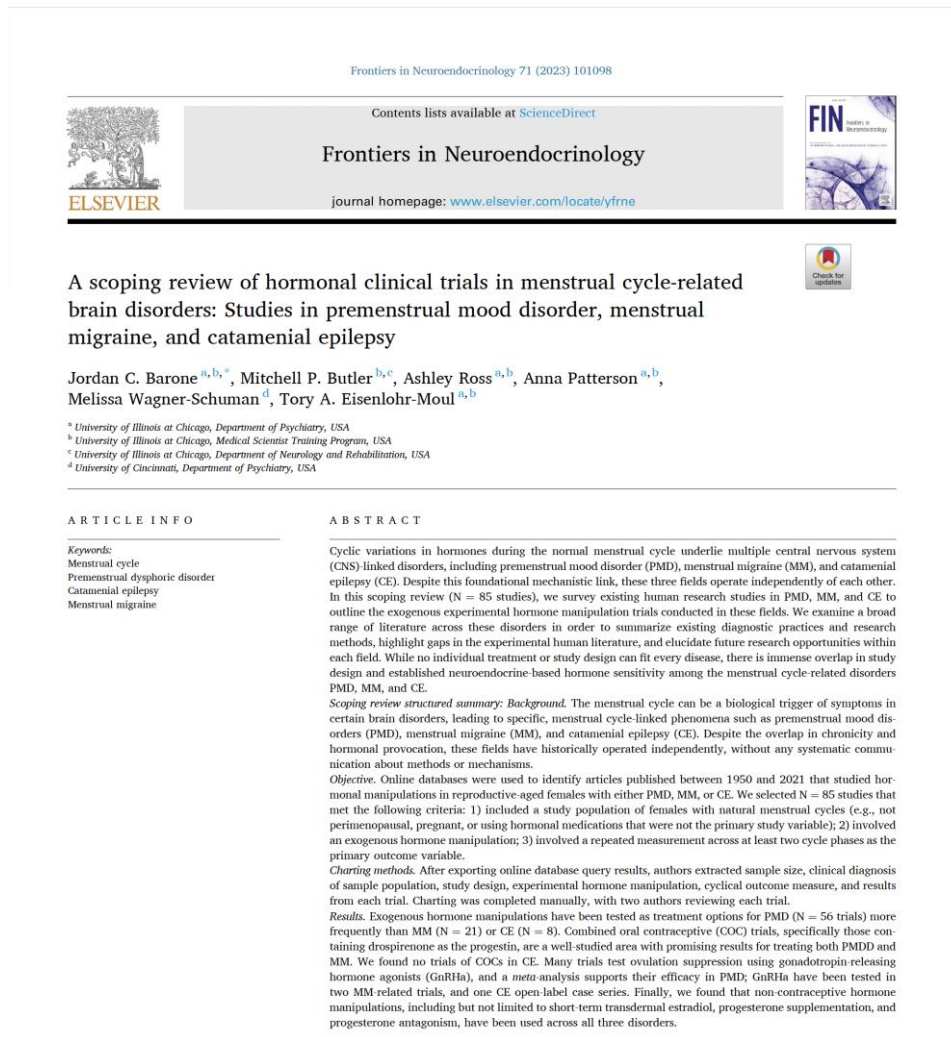 Frontiers in Neuroendocrinology 71 (2023) 101098
Contents lists available at ScienceDirect
Frontiers in Neuroendocrinology
journal homepage: www.elsevier.com/locate/yfrne
ELSEVIER
FIN
Frontiers in
Neuroendocrinology
Check for
updates
A scoping review of hormonal clinical trials in menstrual cycle-related
brain disorders: Studies in premenstrual mood disorder, menstrual
migraine, and catamenial epilepsy
Jordan C. Barone a,b,*, Mitchell P. Butler b,c, Ashley Ross a,b, Anna Patterson a,b,
Melissa Wagner-Schuman d, Tory A. Eisenlohr-Moul a,b
a University of Illinois at Chicago, Department of Psychiatry, USA
b University of Illinois at Chicago, Medical Scientist Training Program, USA
c University of Illinois at Chicago, Department of Neurology and Rehabilitation, USA
d University of Cincinnati, Department of Psychiatry, USA
ARTICLE INFO
Keywords:
Menstrual cycle
Premenstrual dysphoric disorder
Catamenial epilepsy
Menstrual migraine
ABSTRACT
Cyclic variations in hormones during the normal menstrual cycle underlie multiple central nervous system
(CNS)-linked disorders, including premenstrual mood disorder (PMD), menstrual migraine (MM), and catamenial
epilepsy (CE). Despite this foundational mechanistic link, these three fields operate independently of each other.
In this scoping review (N = 85 studies), we survey existing human research studies in PMD, MM, and CE to
outline the exogenous experimental hormone manipulation trials conducted in these fields. We examine a broad
range of literature across these disorders in order to summarize existing diagnostic practices and research
methods, highlight gaps in the experimental human literature, and elucidate future research opportunities within
each field. While no individual treatment or study design can fit every disease, there is immense overlap in study
design and established neuroendocrine-based hormone sensitivity among the menstrual cycle-related disorders
PMD, MM, and CE.
Scoping review structured summary: Background. The menstrual cycle can be a biological trigger of symptoms in
certain brain disorders, leading to specific, menstrual cycle-linked phenomena such as premenstrual mood dis-
orders (PMD), menstrual migraine (MM), and catamenial epilepsy (CE). Despite the overlap in chronicity and
hormonal provocation, these fields have historically operated independently, without any systematic commu-
nication about methods or mechanisms.
Objective. Online databases were used to identify articles published between 1950 and 2021 that studied hor-
monal manipulations in reproductive-aged females with either PMD, MM, or CE. We selected N = 85 studies that
met the following criteria: 1) included a study population of females with natural menstrual cycles (e.g., not
perimenopausal, pregnant, or using hormonal medications that were not the primary study variable); 2) involved
an exogenous hormone manipulation; 3) involved a repeated measurement across at least two cycle phases as the
primary outcome variable.
Charting methods. After exporting online database query results, authors extracted sample size, clinical diagnosis
of sample population, study design, experimental hormone manipulation, cyclical outcome measure, and results
from each trial. Charting was completed manually, with two authors reviewing each trial.
Results. Exogenous hormone manipulations have been tested as treatment options for PMD (N = 56 trials) more
frequently than MM (N = 21) or CE (N = 8). Combined oral contraceptive (COC) trials, specifically those con-
taining drospirenone as the progestin, are a well-studied area with promising results for treating both PMDD and
MM. We found no trials of COCs in CE. Many trials test ovulation suppression using gonadotropin-releasing
hormone agonists (GnRHa), and a meta-analysis supports their efficacy in PMD; GnRHa have been tested in
two MM-related trials, and one CE open-label case series. Finally, we found that non-contraceptive hormone
manipulations, including but not limited to short-term transdermal estradiol, progesterone supplementation, and
progesterone antagonism, have been used across all three disorders.